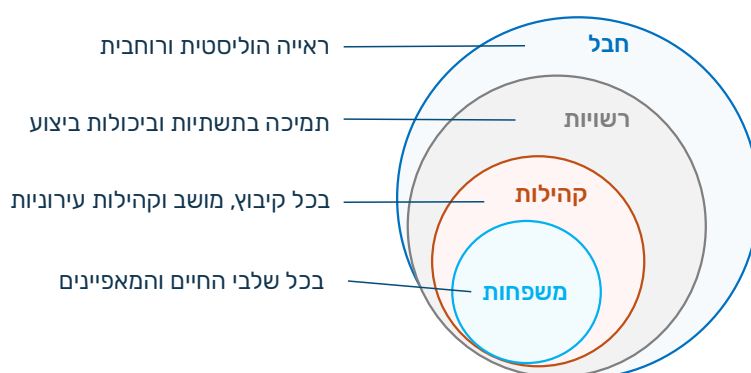 חבל
ראייה הוליסטית ורוחבית
רשויות
תמיכה בתשתיות וביכולות ביצוע
קהילות
בכל קיבוץ, מושב וקהילות עירוניות
משפחות
בכל שלבי החיים והמאפיינים